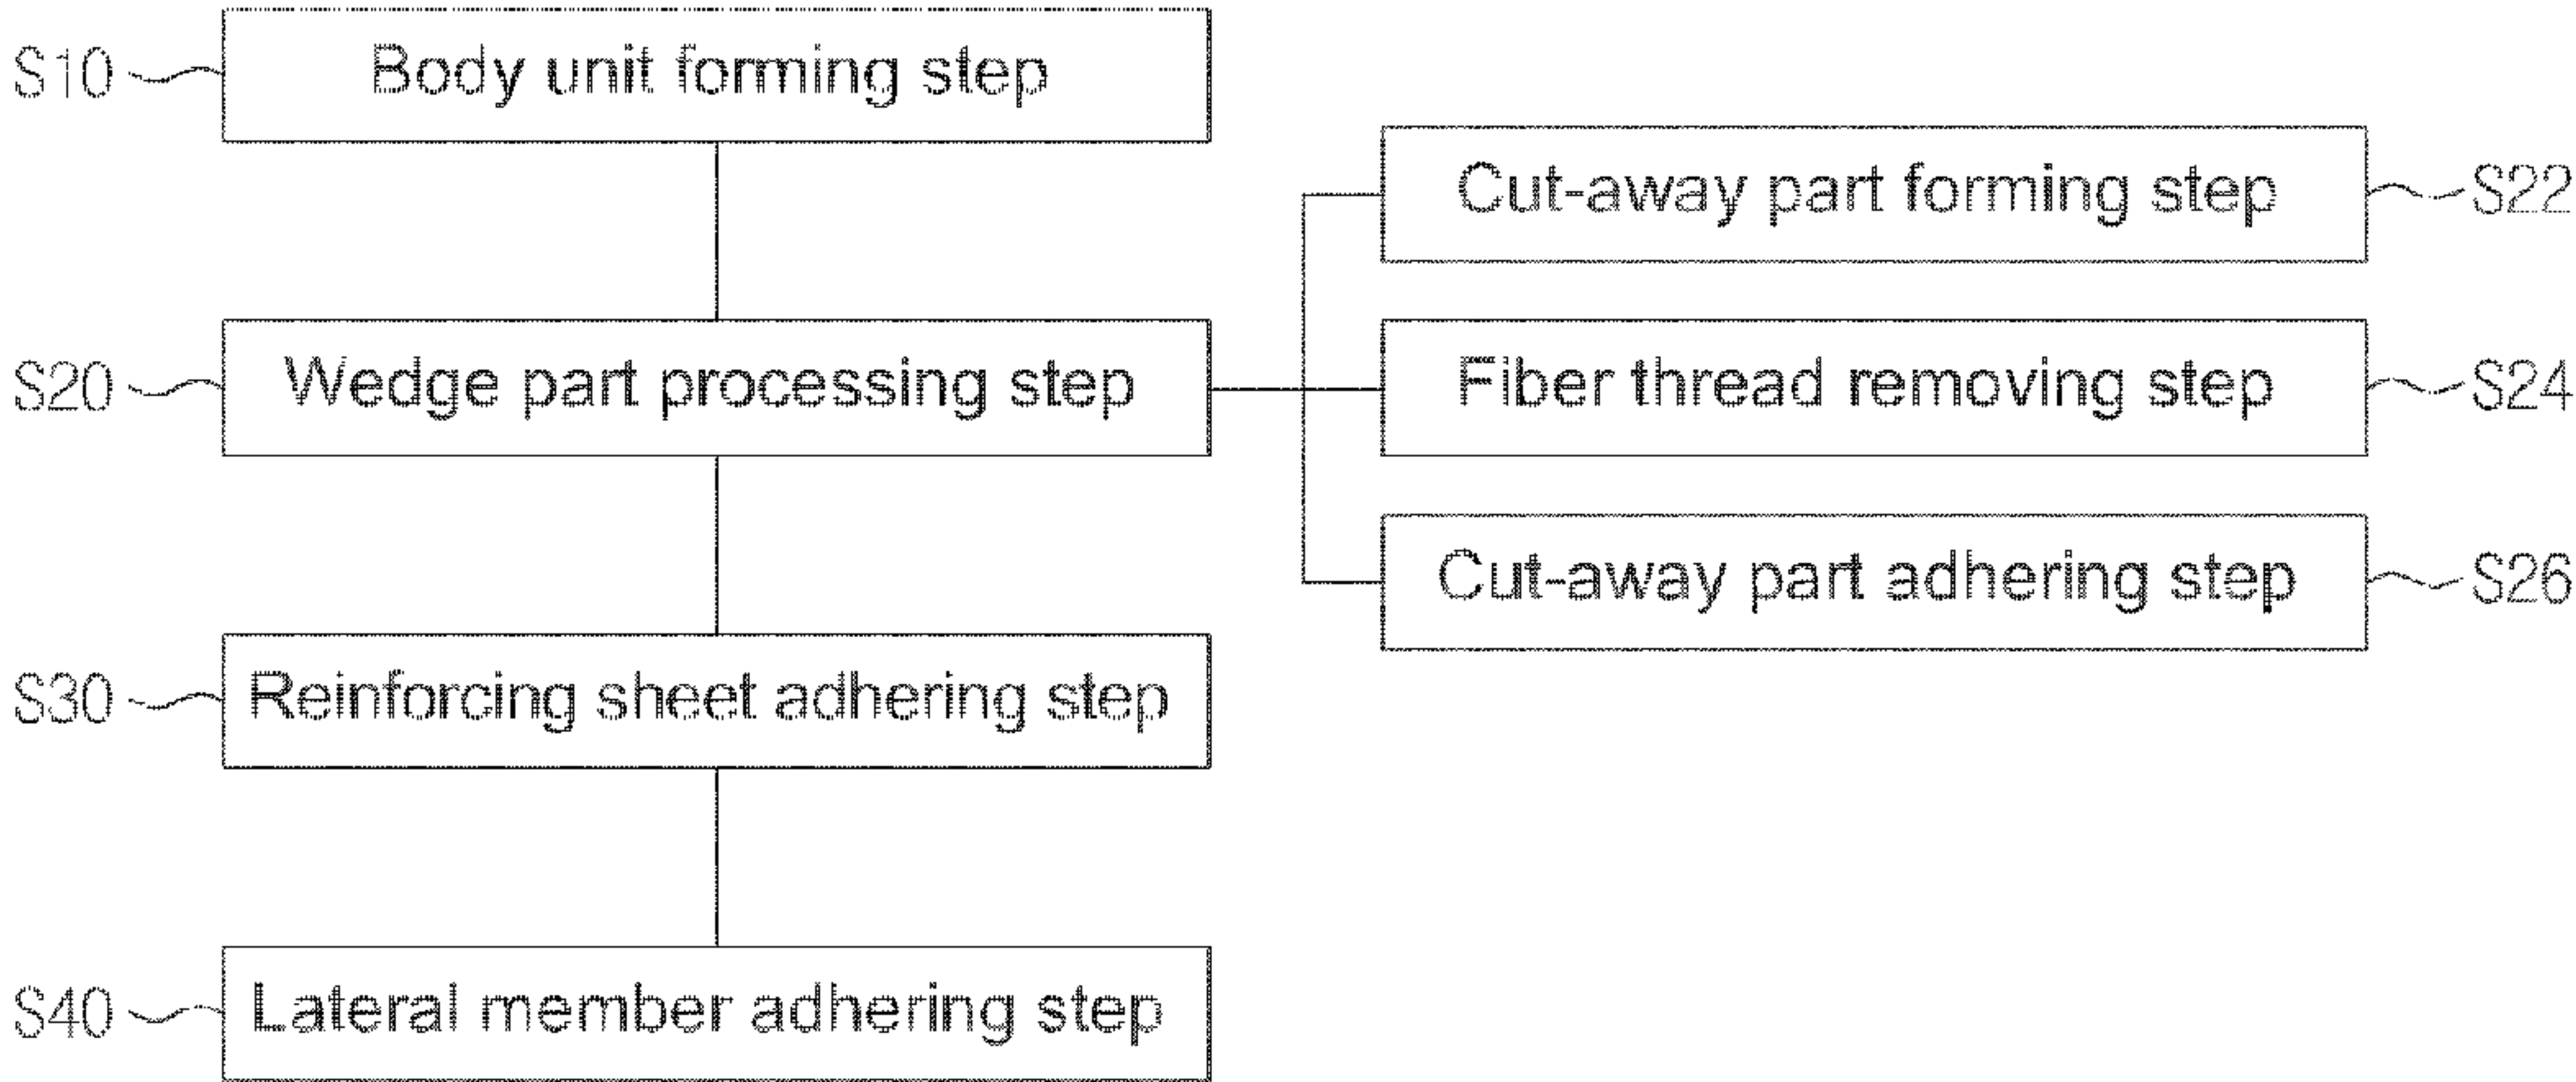 S10 Body unit forming step
Cut-away part forming step S22
S20 Wedge part processing step
Fiber thread removing step S24
Cut-away part adhering step S26
S30 Reinforcing sheet adhering step
S40 Lateral member adhering step